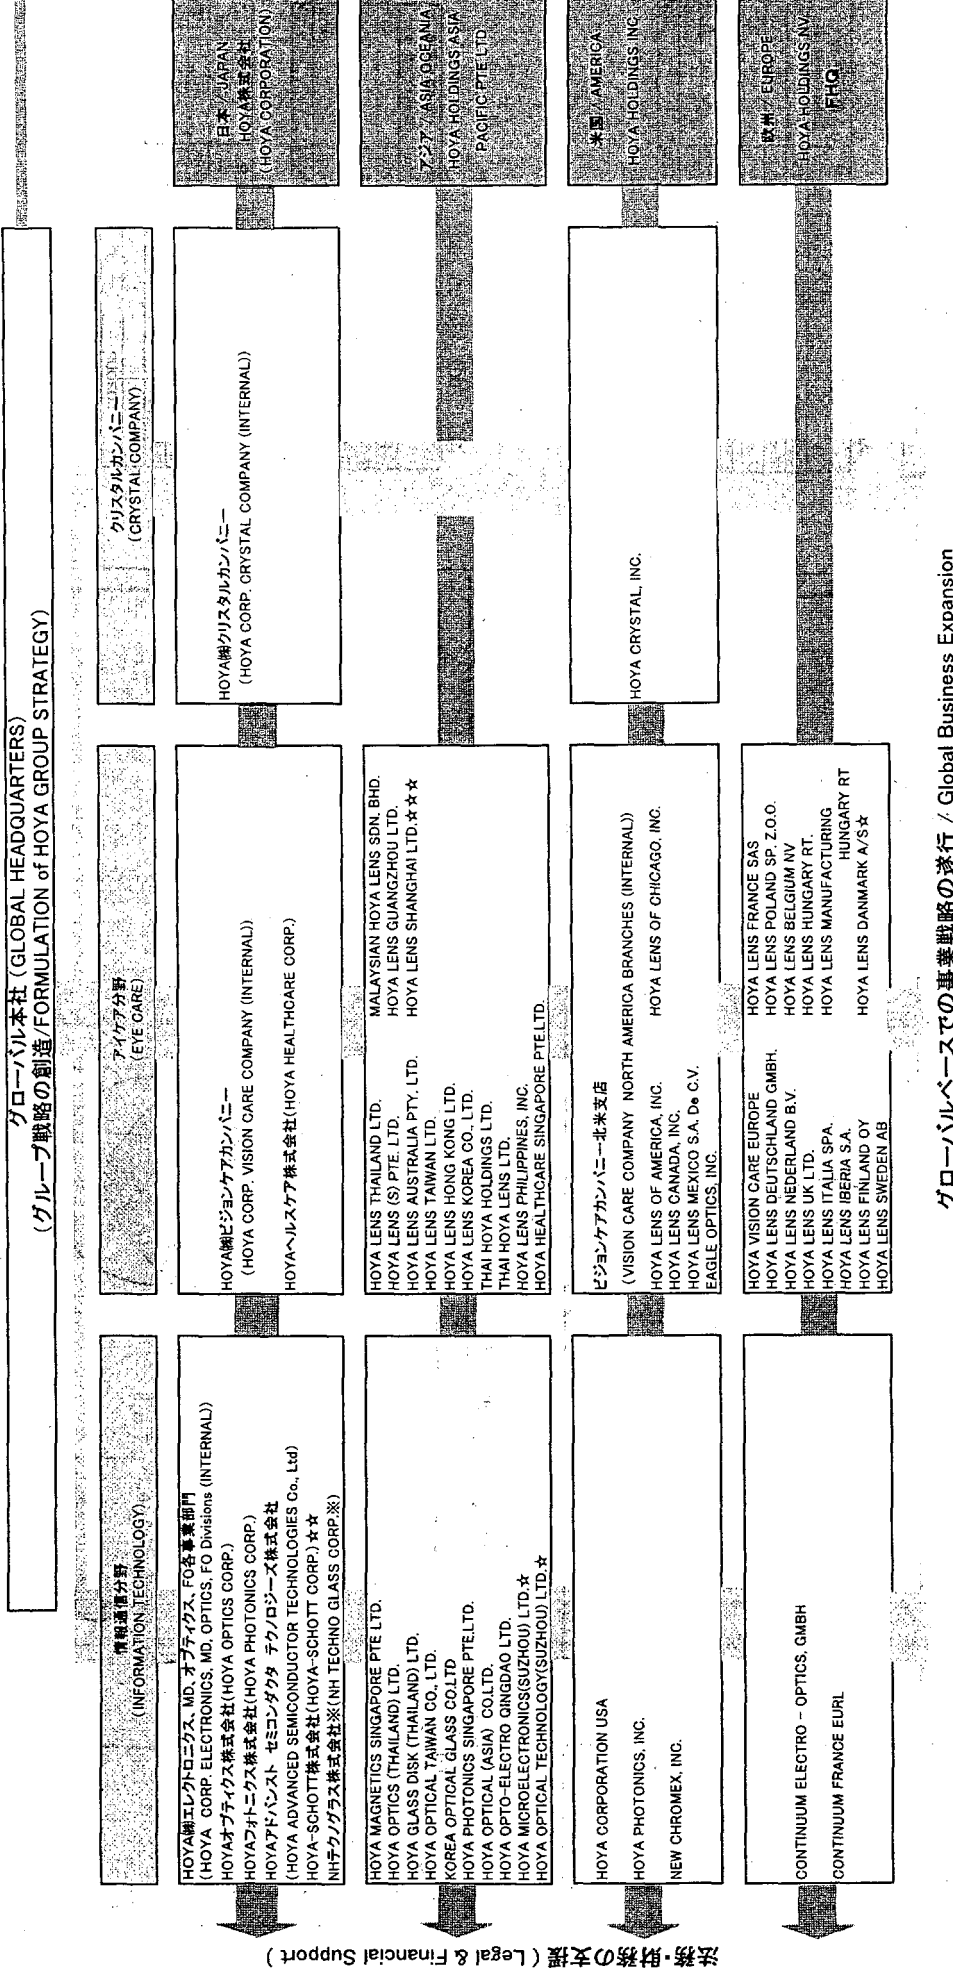 グローバル本社 (GLOBAL HEADQUARTERS)
(グループ戦略の創造/FORMULATION of HOYA GROUP STRATEGY)
情報通信分野
(INFORMATION TECHNOLOGY)
アイケア分野
(EYE CARE)
クリスタルカンパニー
(CRYSTAL COMPANY)
日本/JAPAN
HOYA株式会社
(HOYA CORPORATION)
HOYA㈱エレクトロニクス、MD、オプティクス、FO各事業部門
(HOYA CORP. ELECTRONICS, MD, OPTICS, FO Divisions (INTERNAL))
HOYAオプティクス株式会社(HOYA OPTICS CORP.)
HOYAフォトニクス株式会社(HOYA PHOTONICS CORP.)
HOYAアドバンスト セミコンダクタ テクノロジーズ株式会社
(HOYA ADVANCED SEMICONDUCTOR TECHNOLOGIES Co., Ltd)
HOYA-SCHOTT株式会社(HOYA-SCHOTT CORP.)☆☆
NHテクノグラス株式会社※(NH TECHNO GLASS CORP.※)
HOYA㈱ビジョンケアカンパニー
(HOYA CORP. VISION CARE COMPANY (INTERNAL))
HOYAヘルスケア株式会社(HOYA HEALTHCARE CORP.)
HOYA㈱クリスタルカンパニー
(HOYA CORP. CRYSTAL COMPANY (INTERNAL))
アジア/ASIA・OCEANIA
HOYA HOLDINGS ASIA
PACIFIC PTE LTD
HOYA MAGNETICS SINGAPORE PTE LTD.
HOYA OPTICS (THAILAND) LTD.
HOYA GLASS DISK (THAILAND) LTD.
HOYA OPTICAL TAIWAN CO., LTD.
KOREA OPTICAL GLASS CO.LTD
HOYA PHOTONICS SINGAPORE PTE.LTD.
HOYA OPTICAL (ASIA) CO.LTD.
HOYA OPTO-ELECTRO QINGDAO LTD.
HOYA MICROELECTRONICS(SUZHOU) LTD.☆
HOYA OPTICAL TECHNOLOGY(SUZHOU) LTD.☆
HOYA LENS THAILAND LTD.
HOYA LENS (S) PTE. LTD.
HOYA LENS AUSTRALIA PTY. LTD.
HOYA LENS TAIWAN LTD.
HOYA LENS HONG KONG LTD.
HOYA LENS KOREA CO., LTD.
THAI HOYA HOLDINGS LTD
THAI HOYA LENS LTD.
HOYA LENS PHILIPPINES, INC.
HOYA HEALTHCARE SINGAPORE PTE.LTD.
MALAYSIAN HOYA LENS SDN. BHD.
HOYA LENS GUANGZHOU LTD.
HOYA LENS SHANGHAI LTD.☆☆☆
米国/AMERICA
HOYA HOLDINGS INC.
HOYA CORPORATION USA
HOYA PHOTONICS, INC.
NEW CHROMEX, INC.
ビジョンケアカンパニー北米支店
(VISION CARE COMPANY NORTH AMERICA BRANCHES (INTERNAL))
HOYA LENS OF AMERICA, INC.
HOYA LENS CANADA, INC.
HOYA LENS MEXICO S.A. De C.V.
EAGLE OPTICS, INC.
HOYA LENS OF CHICAGO, INC.
HOYA CRYSTAL, INC.
欧州/EUROPE
HOYA HOLDINGS NV
FHQ
CONTINUUM ELECTRO - OPTICS, GMBH
CONTINUUM FRANCE EURL
HOYA VISION CARE EUROPE
HOYA LENS DEUTSCHLAND GMBH.
HOYA LENS NEDERLAND B.V.
HOYA LENS UK LTD.
HOYA LENS ITALIA SPA.
HOYA LENS IBERIA S.A.
HOYA LENS FINLAND OY
HOYA LENS SWEDEN AB
HOYA LENS FRANCE SAS
HOYA LENS POLAND SP. Z.O.O.
HOYA LENS BELGIUM NV
HOYA LENS HUNGARY RT.
HOYA LENS MANUFACTURING
HUNGARY RT
HOYA LENS DANMARK A/S☆
法務・財務の支援 (Legal & Financial Support)
グローバルベースでの事業戦略の遂行 / Global Business Expansion